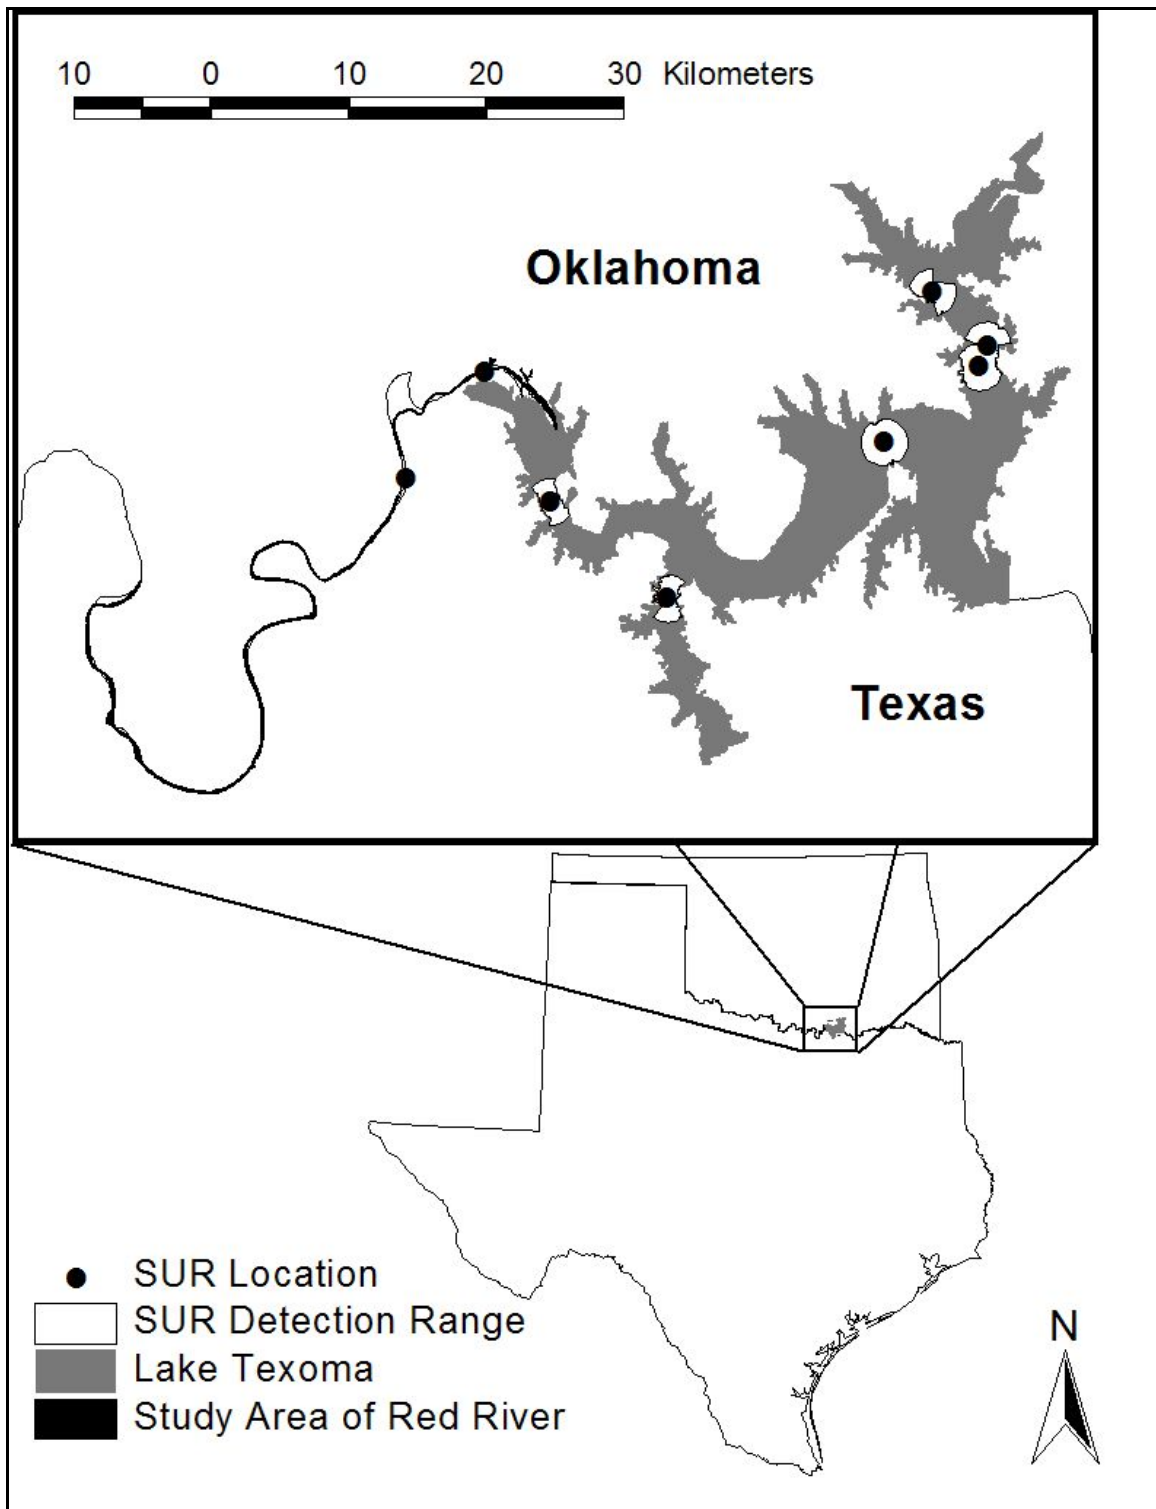 10 0 10 20 30 Kilometers
Oklahoma
Texas
SUR Location
SUR Detection Range
Lake Texoma
Study Area of Red River
N